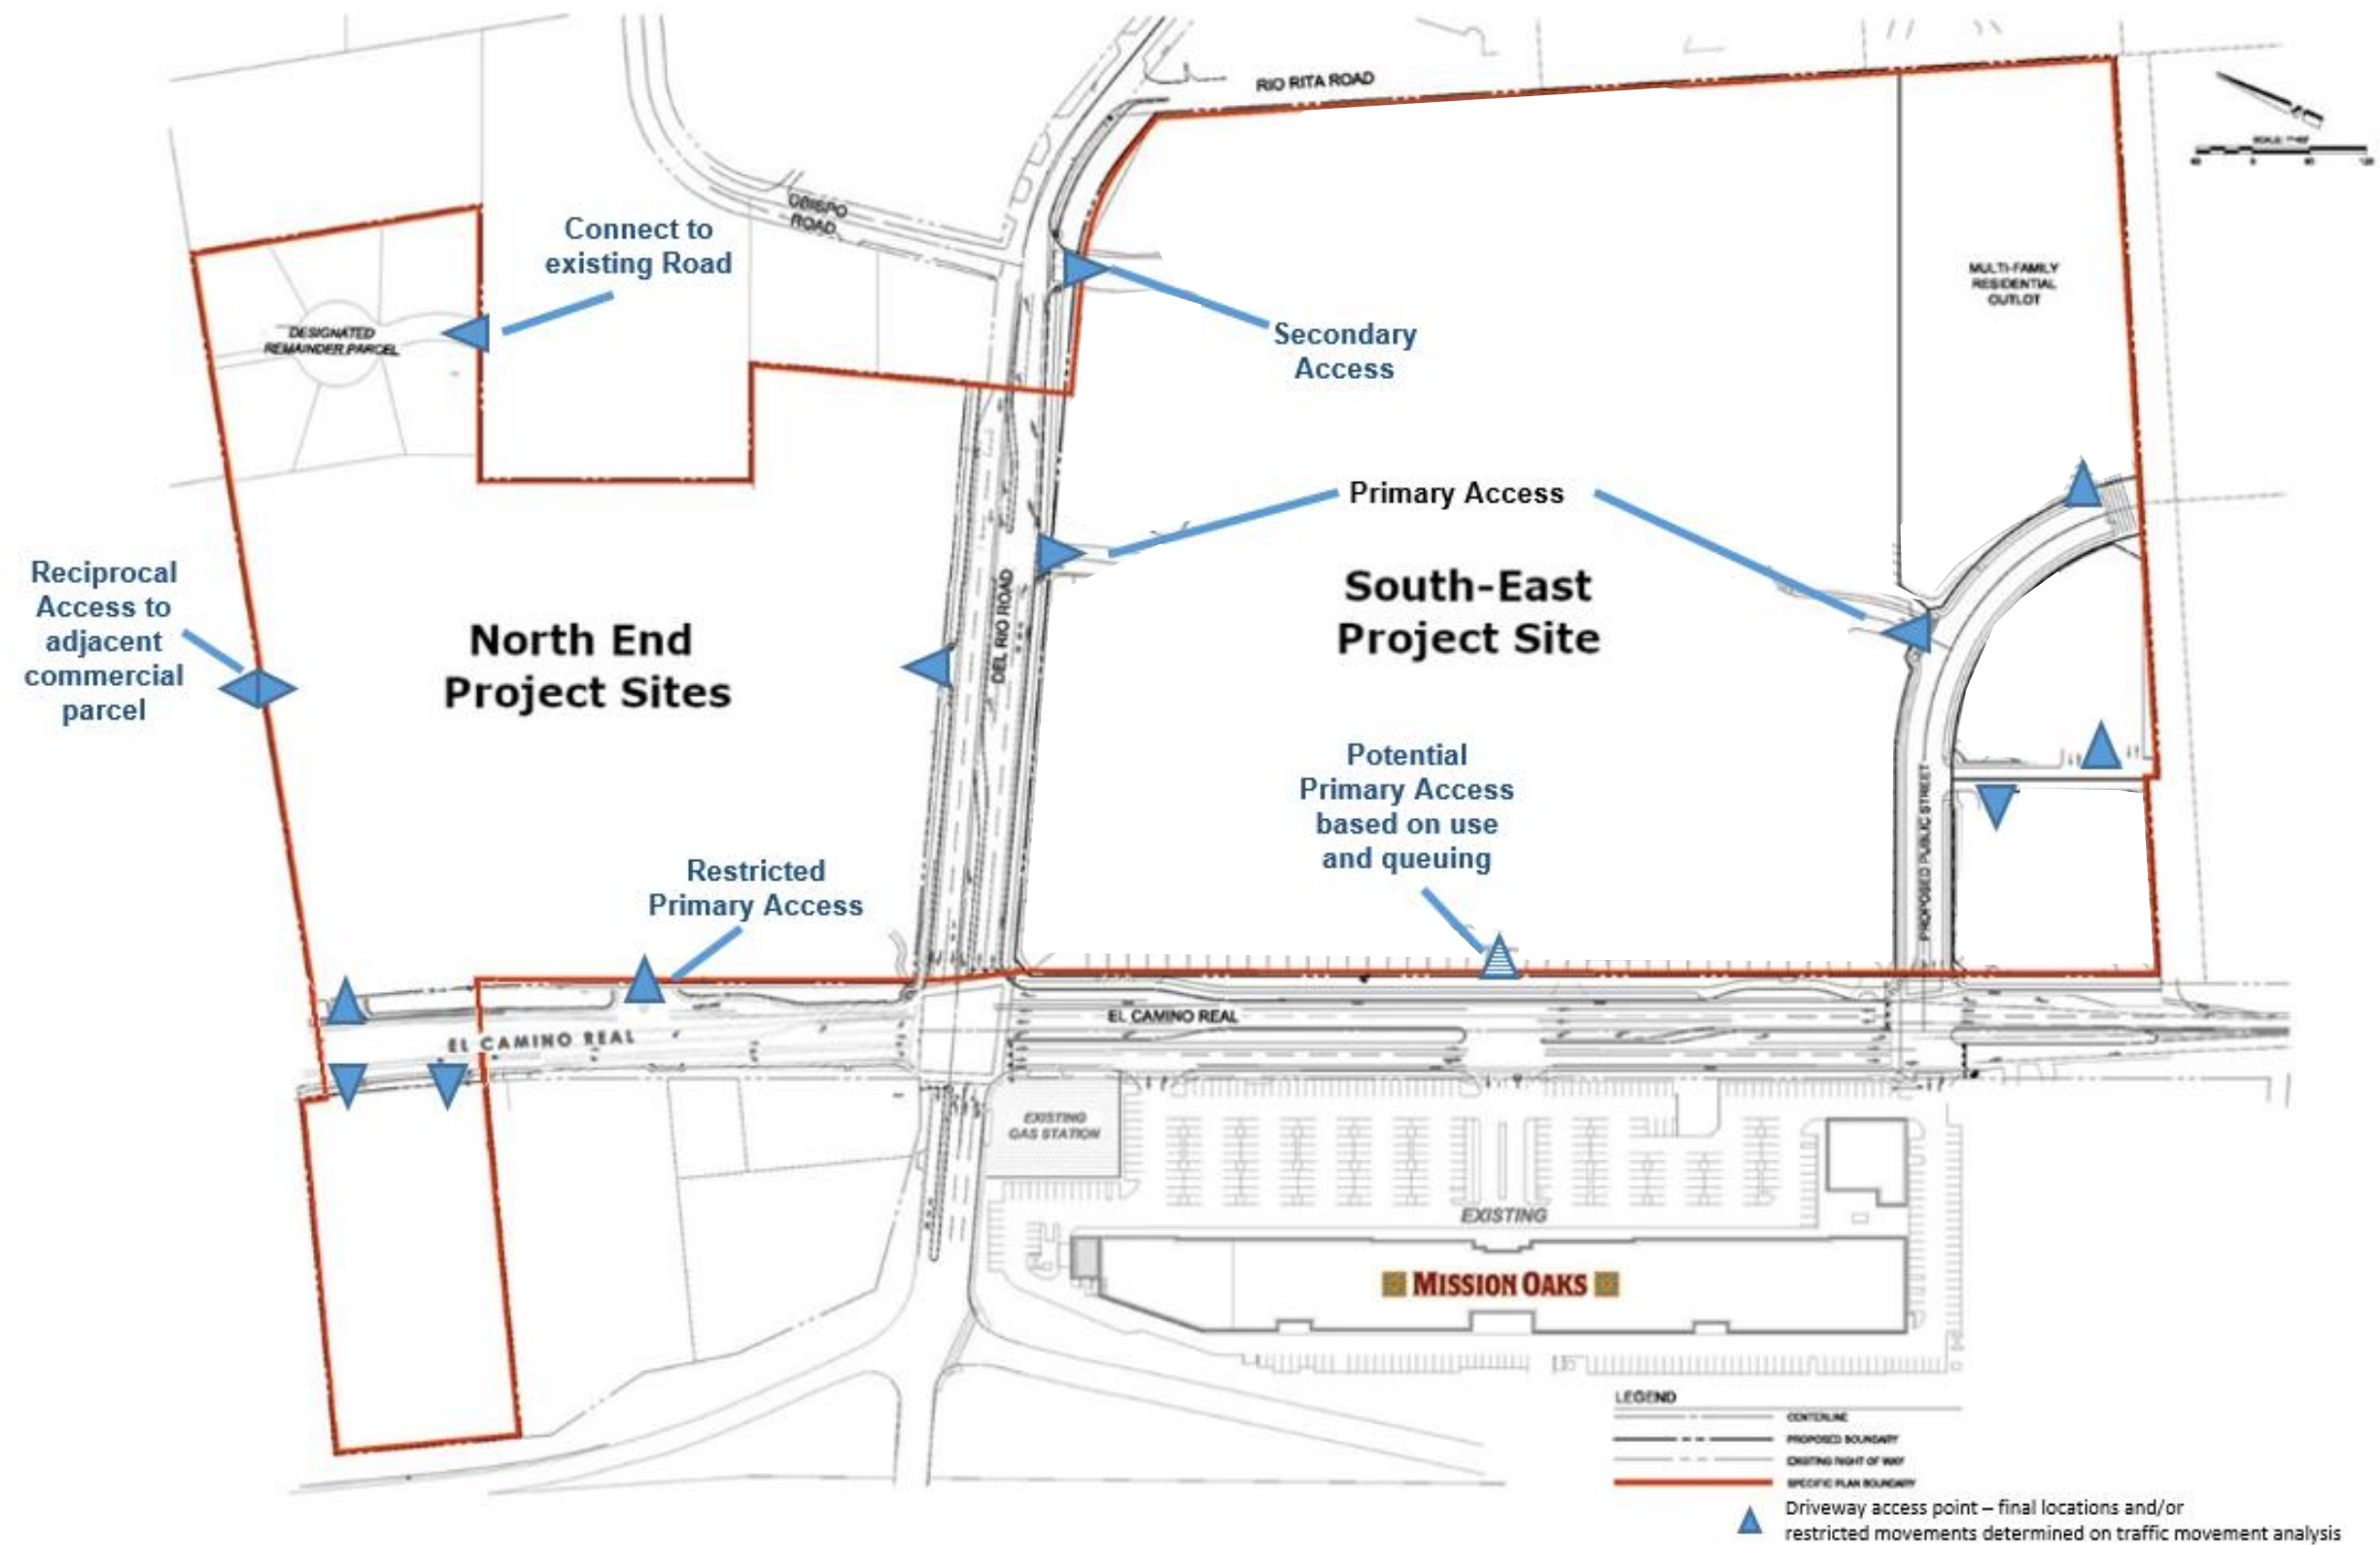 RIO RITA ROAD
OBISPO
ROAD
Connect to
existing Road
MULTI-FAMILY
RESIDENTIAL
OUTLOT
DESIGNATED
REMAINDER PARCEL
Secondary
Access
Primary Access
Reciprocal
Access to
adjacent
commercial
parcel
North End
Project Sites
DEL RIO ROAD
South-East
Project Site
Potential
Primary Access
based on use
and queuing
PROPOSED PUBLIC STREET
Restricted
Primary Access
EL CAMINO REAL
EL CAMINO REAL
EXISTING
GAS STATION
EXISTING
MISSION OAKS
LEGEND
CENTERLINE
PROPOSED BOUNDARY
EXISTING RIGHT OF WAY
SPECIFIC PLAN BOUNDARY
Driveway access point – final locations and/or
restricted movements determined on traffic movement analysis